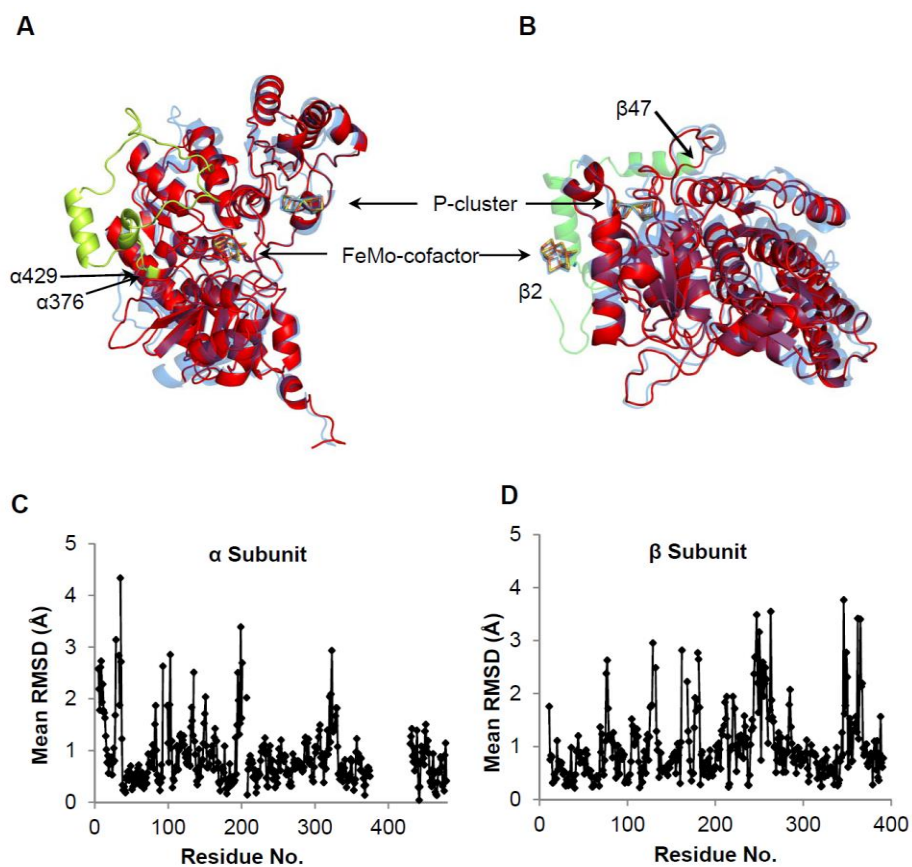 A
B
β47
P-cluster
FeMo-cofactor
α429
α376
β2
C
D
5
4
3
2
1
0
Mean RMSD (Å)
α Subunit
0 100 200 300 400
Residue No.
5
4
3
2
1
0
Mean RMSD (Å)
β Subunit
0 100 200 300 400
Residue No.